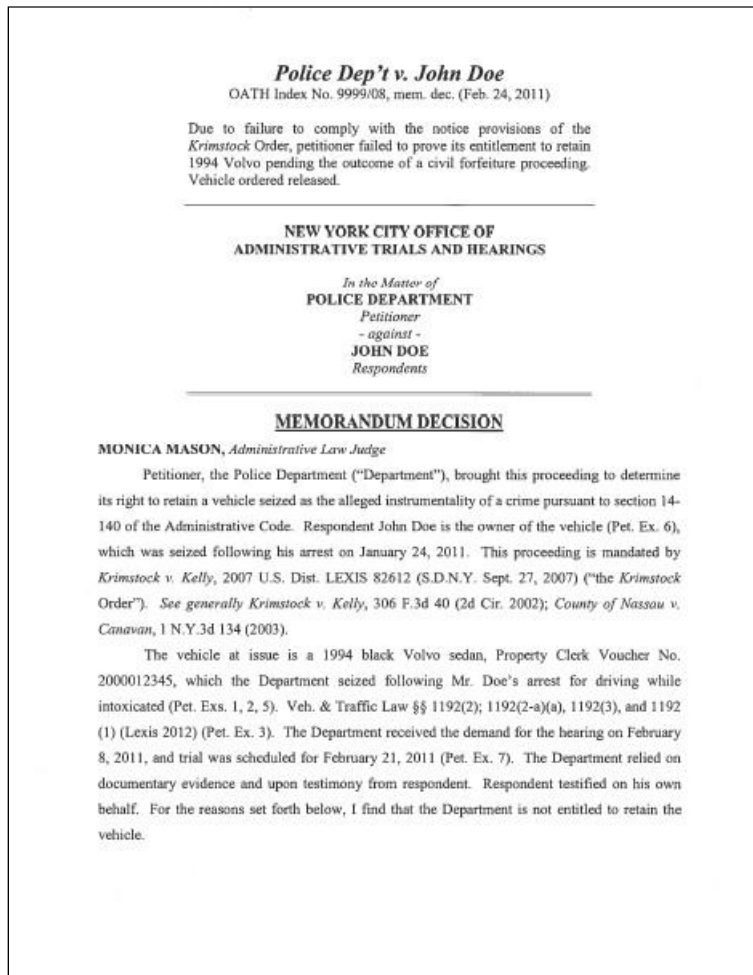 Police Dep't v. John Doe
OATH Index No. 9999/08, mem. dec. (Feb. 24, 2011)
Due to failure to comply with the notice provisions of the
Krimstock Order, petitioner failed to prove its entitlement to retain
1994 Volvo pending the outcome of a civil forfeiture proceeding.
Vehicle ordered released.
NEW YORK CITY OFFICE OF
ADMINISTRATIVE TRIALS AND HEARINGS
In the Matter of
POLICE DEPARTMENT
Petitioner
- against -
JOHN DOE
Respondents
MEMORANDUM DECISION
MONICA MASON, Administrative Law Judge
Petitioner, the Police Department ("Department"), brought this proceeding to determine
its right to retain a vehicle seized as the alleged instrumentality of a crime pursuant to section 14-
140 of the Administrative Code. Respondent John Doe is the owner of the vehicle (Pet. Ex. 6),
which was seized following his arrest on January 24, 2011. This proceeding is mandated by
Krimstock v. Kelly, 2007 U.S. Dist. LEXIS 82612 (S.D.N.Y. Sept. 27, 2007) ("the Krimstock
Order"). See generally Krimstock v. Kelly, 306 F.3d 40 (2d Cir. 2002); County of Nassau v.
Canavan, 1 N.Y.3d 134 (2003).
The vehicle at issue is a 1994 black Volvo sedan, Property Clerk Voucher No.
2000012345, which the Department seized following Mr. Doe's arrest for driving while
intoxicated (Pet. Exs. 1, 2, 5). Veh. & Traffic Law §§ 1192(2); 1192(2-a)(a), 1192(3), and 1192
(1) (Lexis 2012) (Pet. Ex. 3). The Department received the demand for the hearing on February
8, 2011, and trial was scheduled for February 21, 2011 (Pet. Ex. 7). The Department relied on
documentary evidence and upon testimony from respondent. Respondent testified on his own
behalf. For the reasons set forth below, I find that the Department is not entitled to retain the
vehicle.